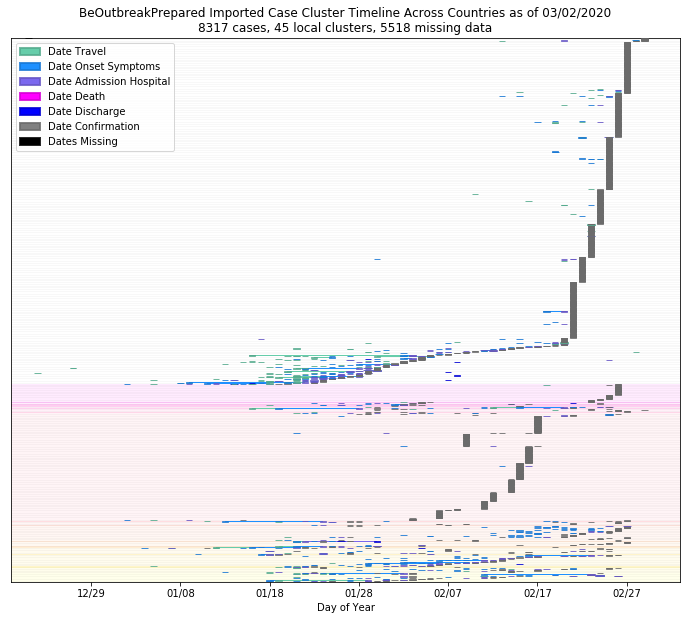 BeOutbreakPrepared Imported Case Cluster Timeline Across Countries as of 03/02/2020
8317 cases, 45 local clusters, 5518 missing data
Date Travel
Date Onset Symptoms
Date Admission Hospital
Date Death
Date Discharge
Date Confirmation
Dates Missing
12/29 01/08 01/18 01/28 02/07 02/17 02/27
Day of Year